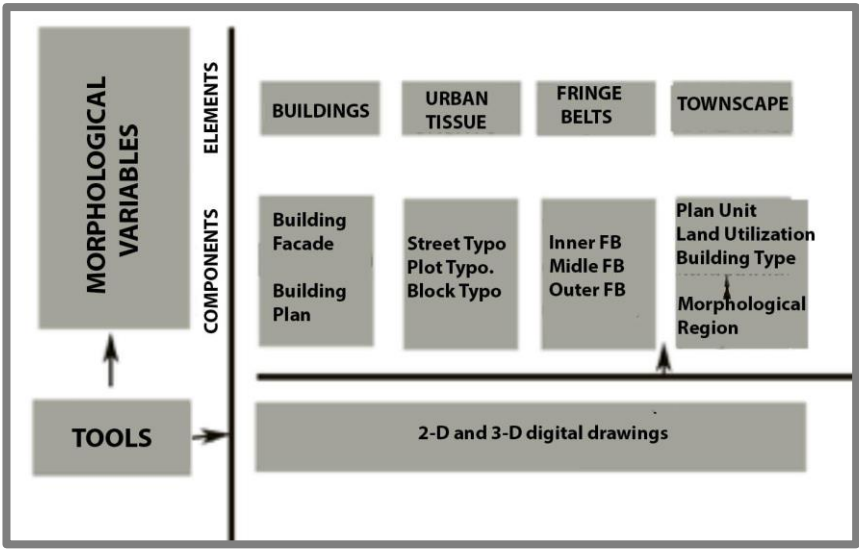 MORPHOLOGICAL
VARIABLES
ELEMENTS
BUILDINGS
URBAN
TISSUE
FRINGE
BELTS
TOWNSCAPE
COMPONENTS
Building
Facade
Building
Plan
Street Typo
Plot Typo.
Block Typo
Inner FB
Midle FB
Outer FB
Plan Unit
Land Utilization
Building Type
Morphological
Region
TOOLS
2-D and 3-D digital drawings